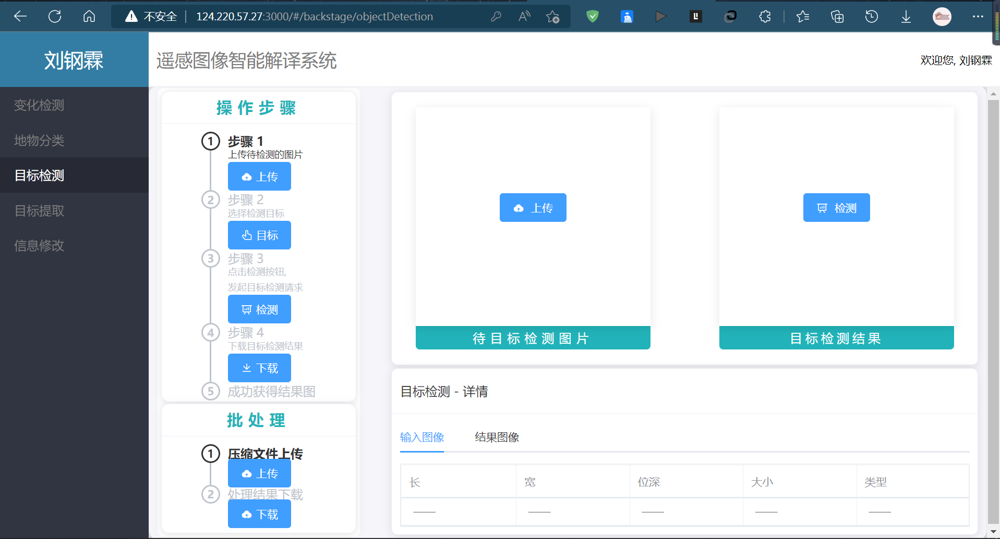 不安全
124.220.57.27:3000/#/backstage/objectDetection
刘钢霖
遥感图像智能解译系统
欢迎您, 刘钢霖
变化检测
地物分类
目标检测
目标提取
信息修改
操作步骤
1 步骤 1
上传待检测的图片
上传
2 步骤 2
选择检测目标
目标
3 步骤 3
点击检测按钮,
发起目标检测请求
检测
4 步骤 4
下载目标检测结果
下载
5 成功获得结果图
批处理
1 压缩文件上传
上传
2 处理结果下载
下载
上传
待目标检测图片
检测
目标检测结果
目标检测 - 详情
输入图像 结果图像
长 宽 位深 大小 类型
—— —— —— —— ——